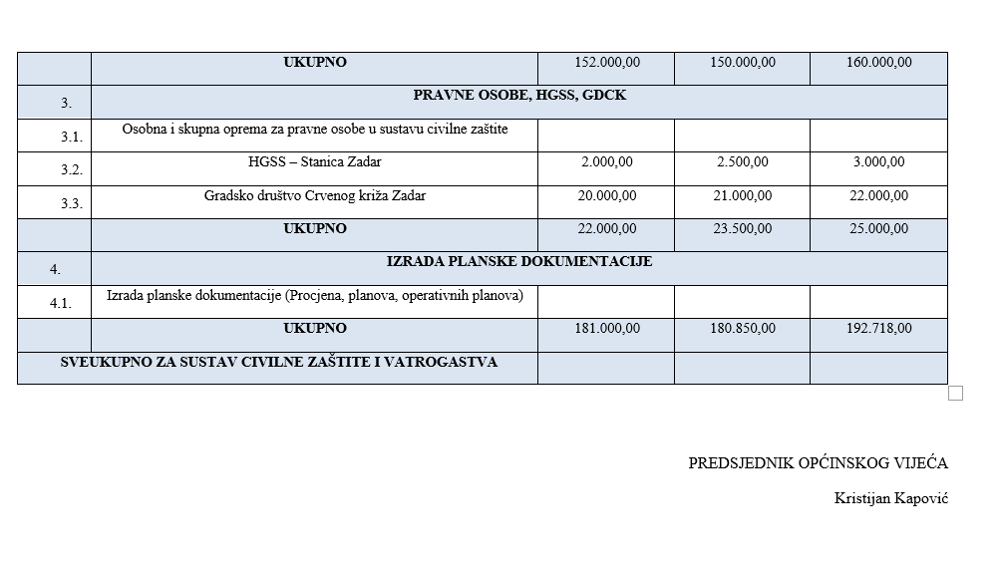 UKUPNO 152.000,00 150.000,00 160.000,00
3. PRAVNE OSOBE, HGSS, GDCK
3.1. Osobna i skupna oprema za pravne osobe u sustavu civilne zaštite
3.2. HGSS – Stanica Zadar 2.000,00 2.500,00 3.000,00
3.3. Gradsko društvo Crvenog križa Zadar 20.000,00 21.000,00 22.000,00
UKUPNO 22.000,00 23.500,00 25.000,00
4. IZRADA PLANSKE DOKUMENTACIJE
4.1. Izrada planske dokumentacije (Procjena, planova, operativnih planova)
UKUPNO 181.000,00 180.850,00 192.718,00
SVEUKUPNO ZA SUSTAV CIVILNE ZAŠTITE I VATROGASTVA
PREDSJEDNIK OPĆINSKOG VIJEĆA
Kristijan Kapović